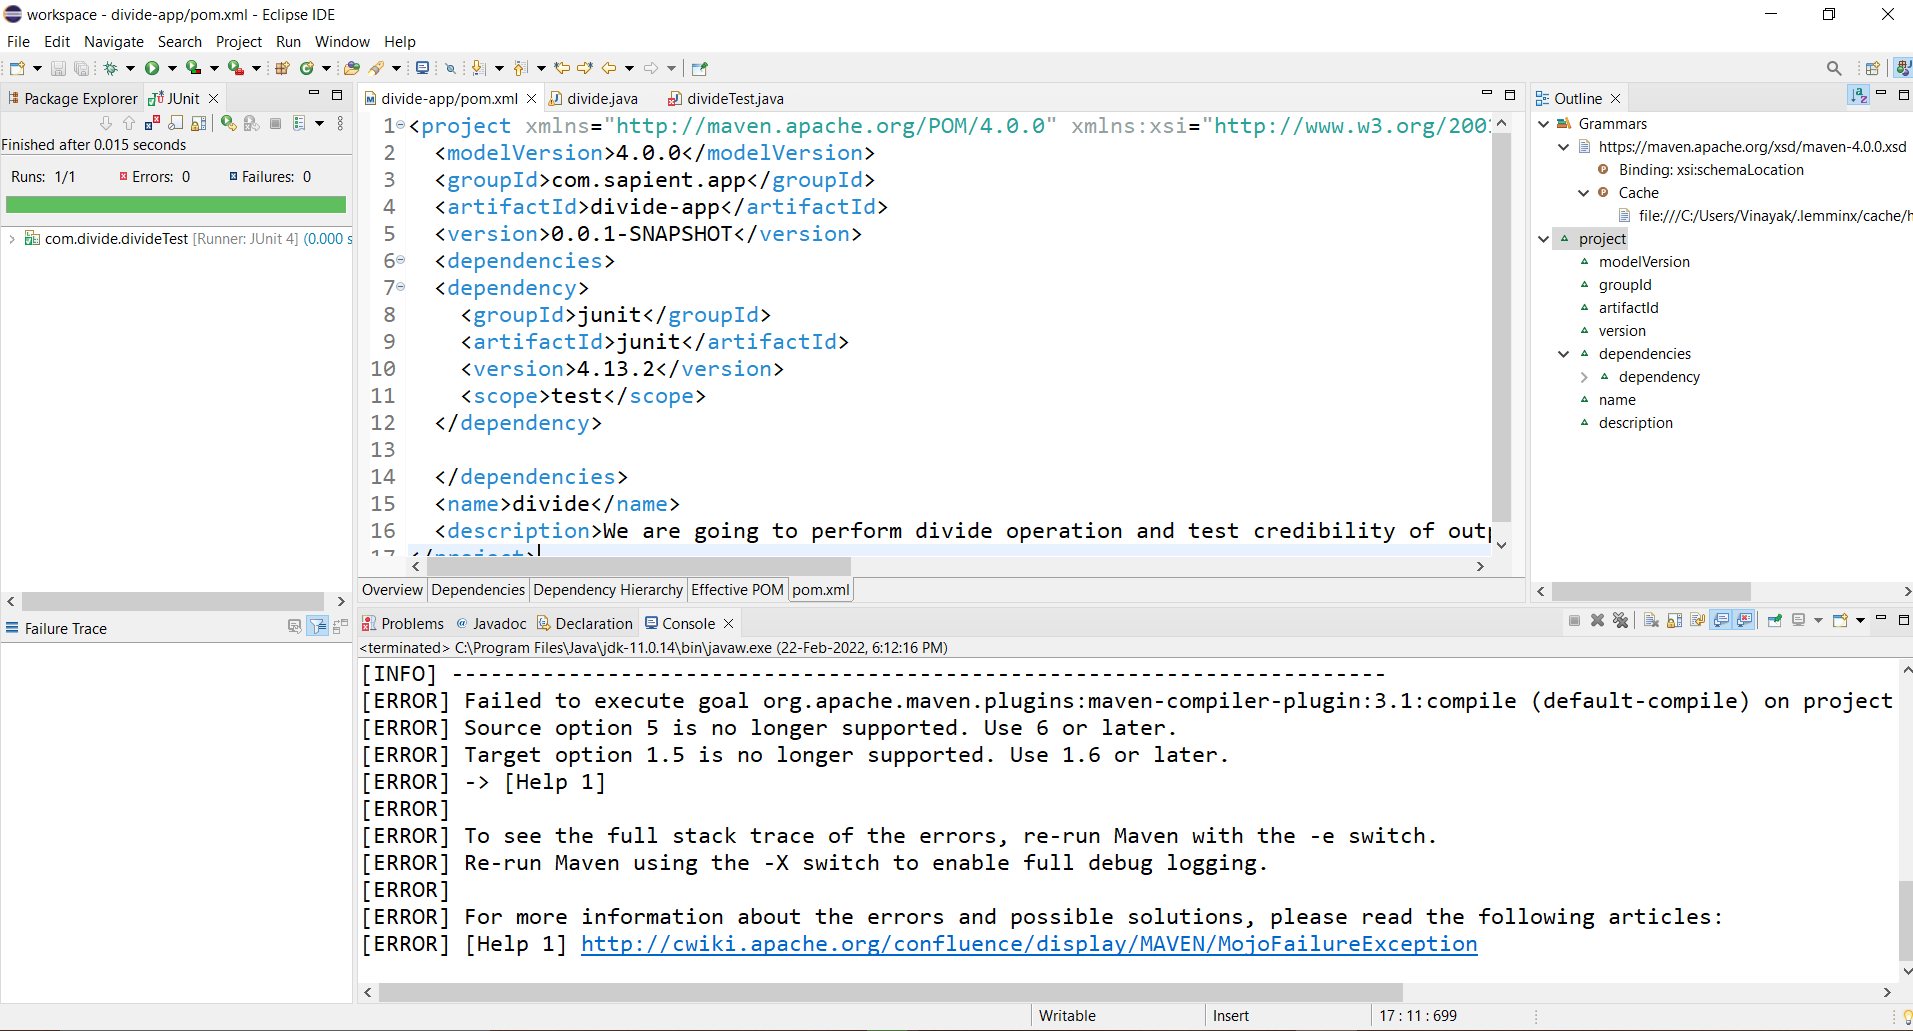 workspace - divide-app/pom.xml - Eclipse IDE
File Edit Navigate Search Project Run Window Help
Package Explorer JUnit
Finished after 0.015 seconds
Runs: 1/1 Errors: 0 Failures: 0
com.divide.divideTest [Runner: JUnit 4] (0.000 s
Failure Trace
divide-app/pom.xml divide.java divideTest.java
1 <project xmlns="http://maven.apache.org/POM/4.0.0" xmlns:xsi="http://www.w3.org/2001
2 <modelVersion>4.0.0</modelVersion>
3 <groupId>com.sapient.app</groupId>
4 <artifactId>divide-app</artifactId>
5 <version>0.0.1-SNAPSHOT</version>
6 <dependencies>
7 <dependency>
8 <groupId>junit</groupId>
9 <artifactId>junit</artifactId>
10 <version>4.13.2</version>
11 <scope>test</scope>
12 </dependency>
13
14 </dependencies>
15 <name>divide</name>
16 <description>We are going to perform divide operation and test credibility of outp
17 </project>
Overview Dependencies Dependency Hierarchy Effective POM pom.xml
Outline
Grammars
https://maven.apache.org/xsd/maven-4.0.0.xsd
Binding: xsi:schemaLocation
Cache
file:///C:/Users/Vinayak/.lemminx/cache/h
project
modelVersion
groupId
artifactId
version
dependencies
dependency
name
description
Problems @ Javadoc Declaration Console
<terminated> C:\Program Files\Java\jdk-11.0.14\bin\javaw.exe (22-Feb-2022, 6:12:16 PM)
[INFO] ------------------------------------------------------------------------
[ERROR] Failed to execute goal org.apache.maven.plugins:maven-compiler-plugin:3.1:compile (default-compile) on project
[ERROR] Source option 5 is no longer supported. Use 6 or later.
[ERROR] Target option 1.5 is no longer supported. Use 1.6 or later.
[ERROR] -> [Help 1]
[ERROR]
[ERROR] To see the full stack trace of the errors, re-run Maven with the -e switch.
[ERROR] Re-run Maven using the -X switch to enable full debug logging.
[ERROR]
[ERROR] For more information about the errors and possible solutions, please read the following articles:
[ERROR] [Help 1] http://cwiki.apache.org/confluence/display/MAVEN/MojoFailureException
Writable Insert 17 : 11 : 699